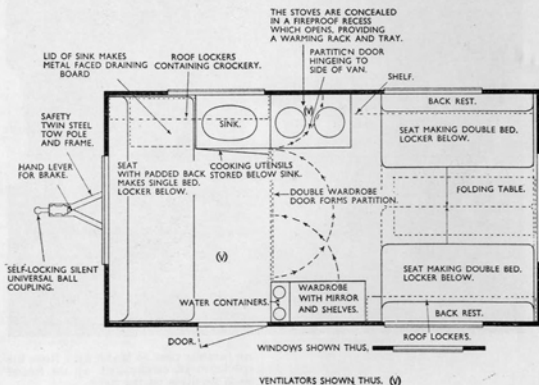 THE STOVES ARE CONCEALED
IN A FIREPROOF RECESS
WHICH OPENS, PROVIDING
A WARMING RACK AND TRAY.
LID OF SINK MAKES
METAL FACED DRAINING
BOARD
ROOF LOCKERS
CONTAINING CROCKERY.
PARTITION DOOR
HINGEING TO
SIDE OF VAN.
SHELF.
SAFETY
TWIN STEEL
TOW POLE
AND FRAME.
HAND LEVER
FOR BRAKE.
SELF-LOCKING SILENT
UNIVERSAL BALL
COUPLING.
SINK.
(V)
BACK REST.
SEAT MAKING DOUBLE BED.
LOCKER BELOW.
SEAT
WITH PADDED BACK
MAKES SINGLE BED.
LOCKER BELOW.
COOKING UTENSILS
STORED BELOW SINK.
DOUBLE WARDROBE
DOOR FORMS PARTITION.
FOLDING TABLE.
(V)
SEAT MAKING DOUBLE BED.
LOCKER BELOW.
WATER CONTAINERS.
WARDROBE
WITH MIRROR
AND SHELVES.
BACK REST.
DOOR.
ROOF LOCKERS.
WINDOWS SHOWN THUS,
VENTILATORS SHOWN THUS, (V)